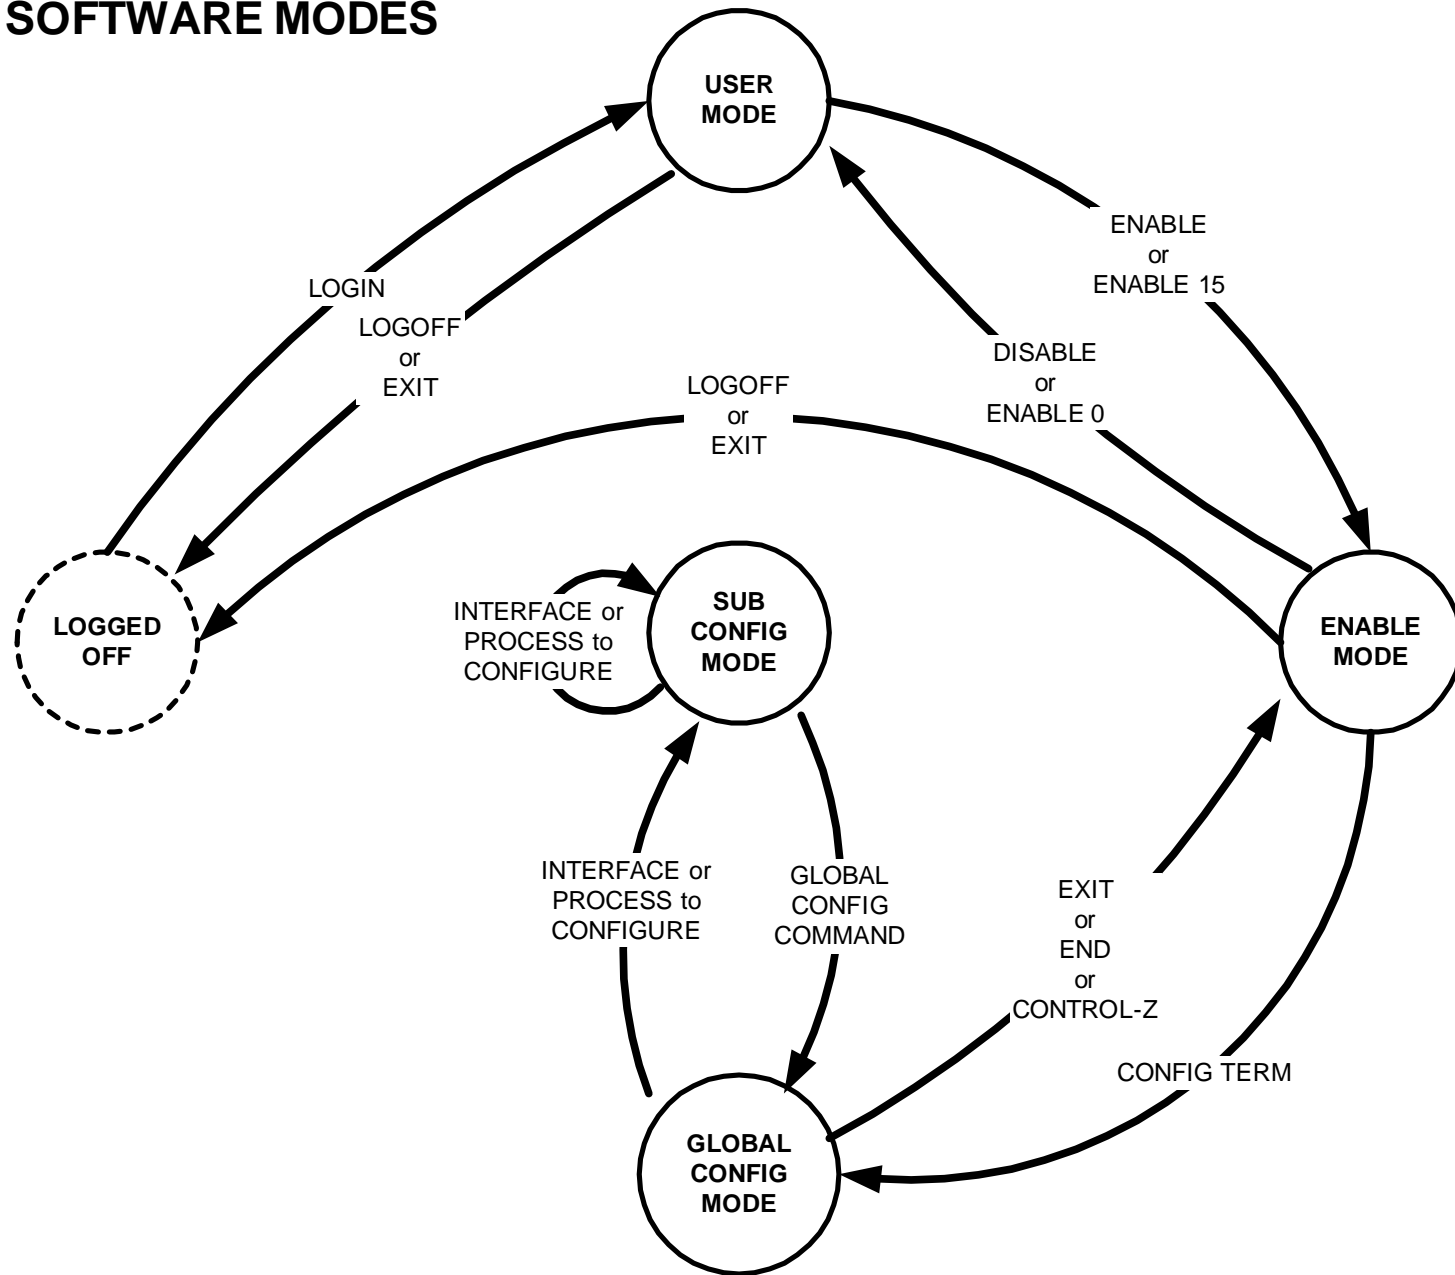 SOFTWARE MODES
USER
MODE
ENABLE
or
ENABLE 15
LOGIN
LOGOFF
or
EXIT
DISABLE
or
ENABLE 0
LOGOFF
or
EXIT
LOGGED
OFF
INTERFACE or
PROCESS to
CONFIGURE
SUB
CONFIG
MODE
ENABLE
MODE
INTERFACE or
PROCESS to
CONFIGURE
GLOBAL
CONFIG
COMMAND
EXIT
or
END
or
CONTROL-Z
CONFIG TERM
GLOBAL
CONFIG
MODE